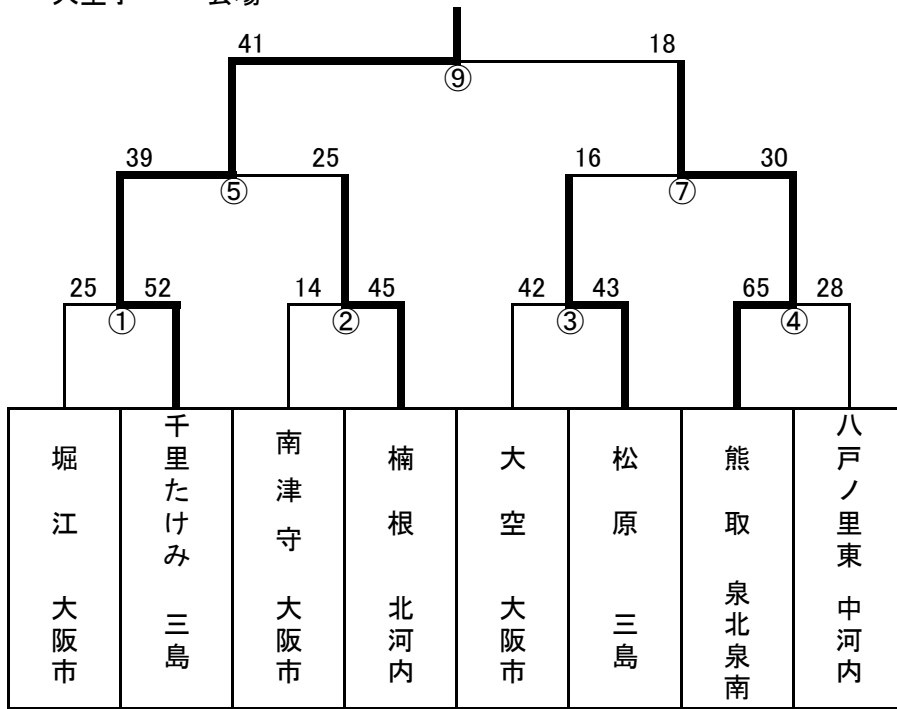 41 18
⑨
39 25 16 30
⑤ ⑦
25 52 14 45 42 43 65 28
① ② ③ ④
堀江 大阪市
千里たけみ 三島
南津守 大阪市
楠根 北河内
大空 大阪市
松原 三島
熊取 泉北泉南
八戸ノ里東 中河内